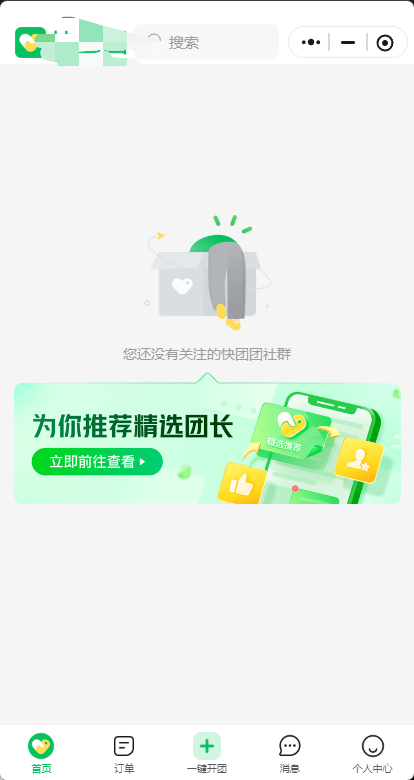 搜索
您还没有关注的快团团社群
为你推荐精选团长
立即前往查看
精选推荐
首页
订单
一键开团
消息
个人中心